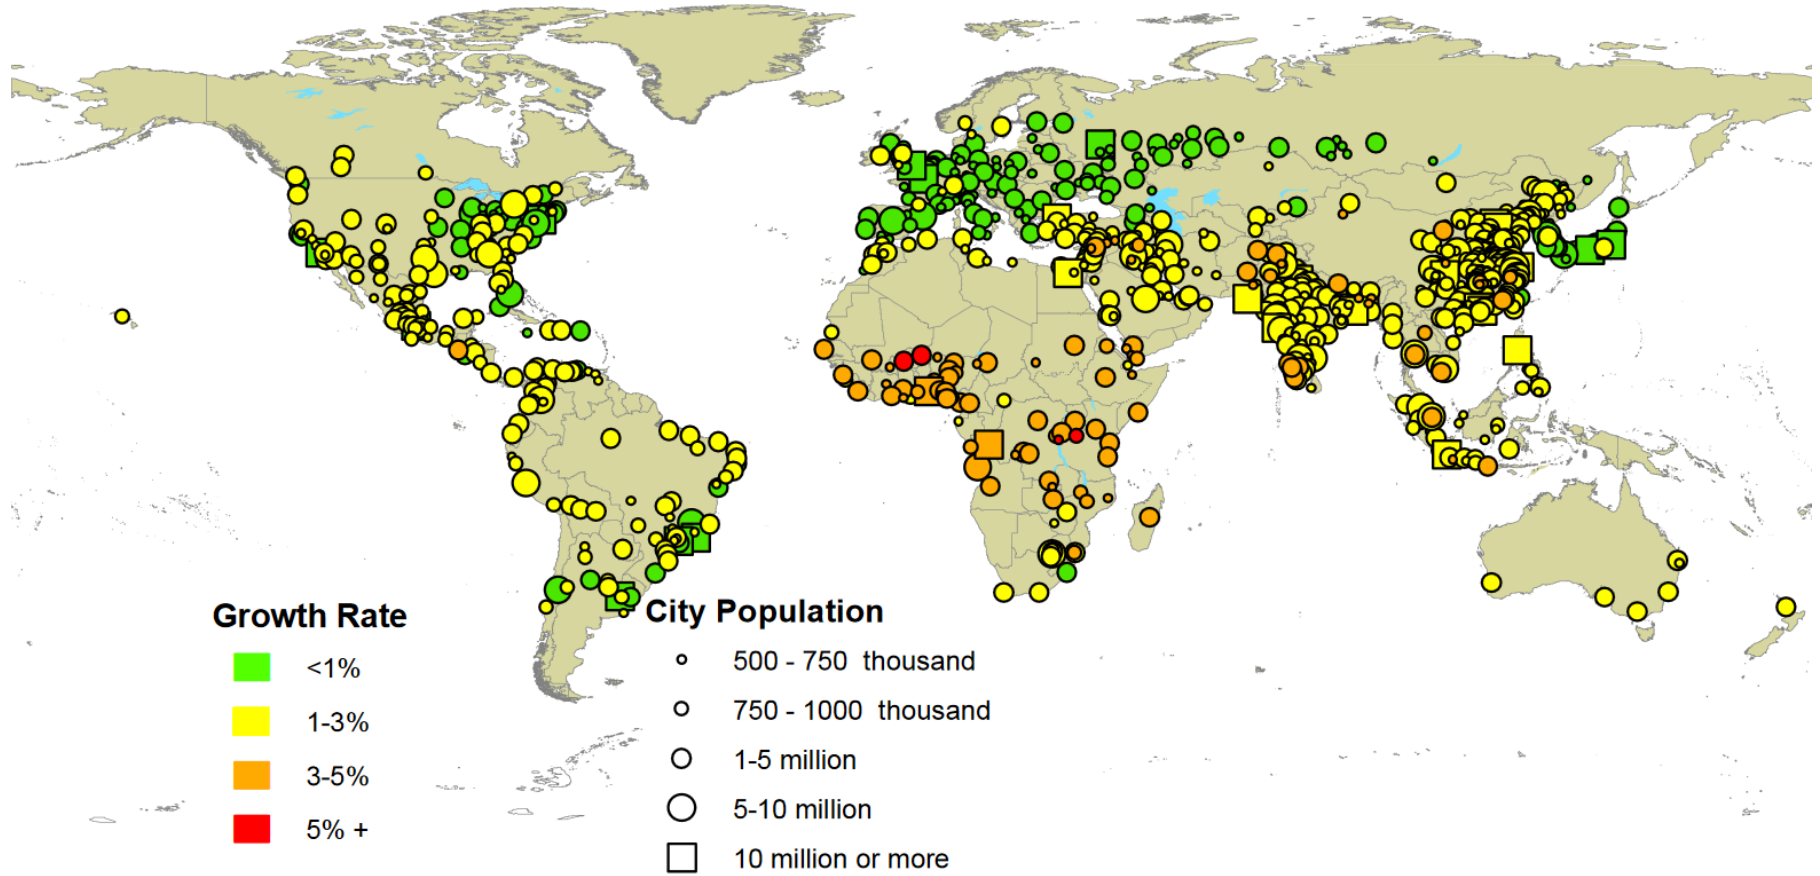 Growth Rate
<1%
1-3%
3-5%
5% +
City Population
500 - 750 thousand
750 - 1000 thousand
1-5 million
5-10 million
10 million or more